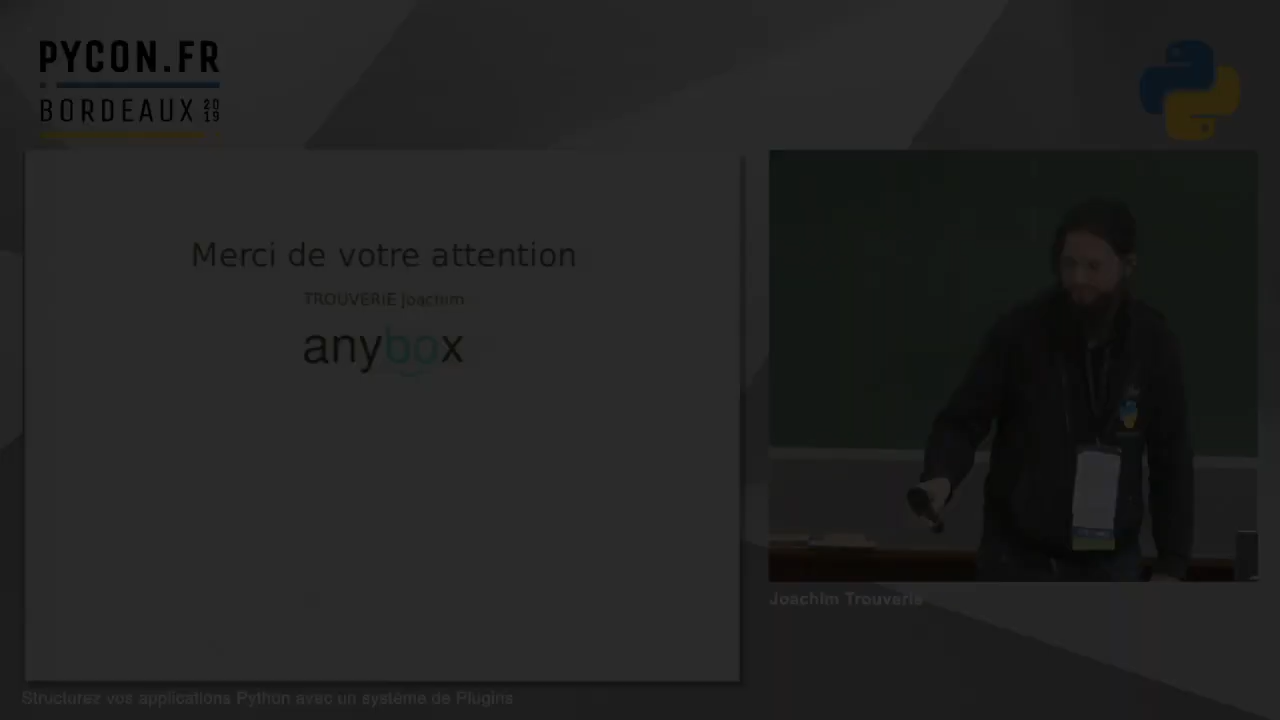 PYCON.FR
BORDEAUX 2019
Merci de votre attention
TROUVERIE Joachim
anybox
Joachim Trouverie
Structurez vos applications Python avec un système de Plugins